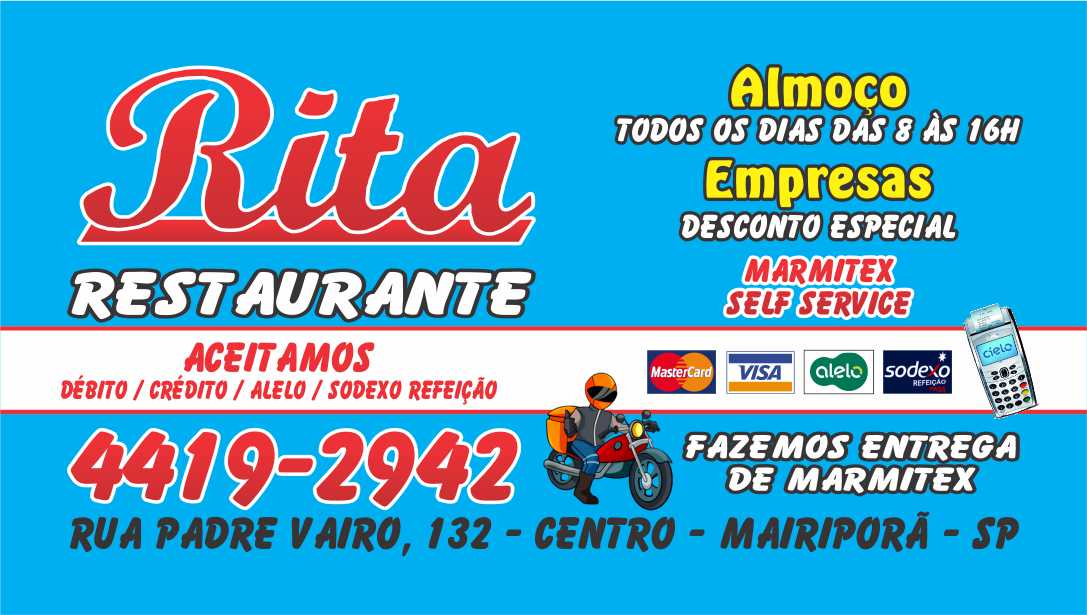 Rita
RESTAURANTE
Almoço
TODOS OS DIAS DAS 8 ÀS 16H
Empresas
DESCONTO ESPECIAL
MARMITEX
SELF SERVICE
ACEITAMOS
DÉBITO / CRÉDITO / ALELO / SODEXO REFEIÇÃO
MasterCard
VISA
alelo
sodexo
REFEIÇÃO
PASS
cielo
4419-2942
FAZEMOS ENTREGA
DE MARMITEX
RUA PADRE VAIRO, 132 - CENTRO - MAIRIPORÃ - SP